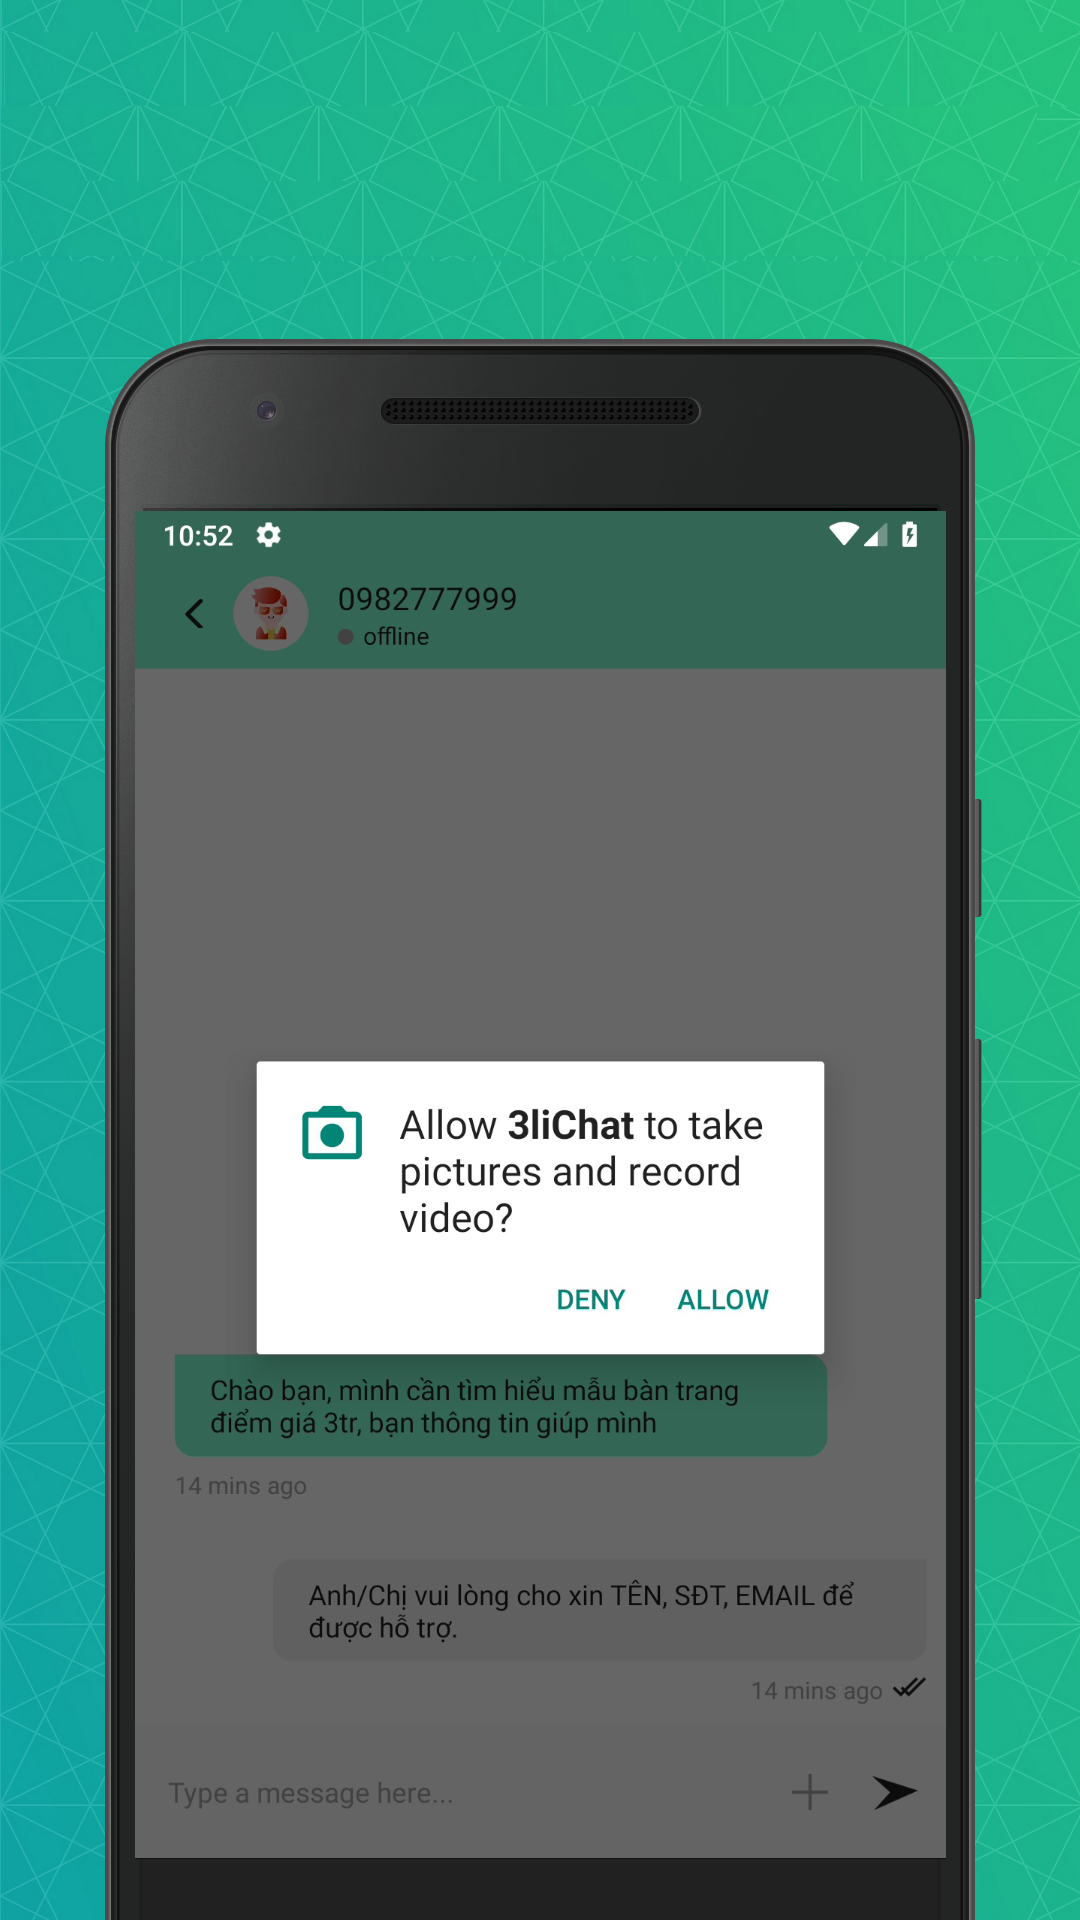 10:52
0982777999
offline
Allow 3liChat to take
pictures and record
video?
DENY ALLOW
Chào bạn, mình cần tìm hiểu mẫu bàn trang
điểm giá 3tr, bạn thông tin giúp mình
14 mins ago
Anh/Chị vui lòng cho xin TÊN, SĐT, EMAIL để
được hỗ trợ.
14 mins ago
Type a message here...